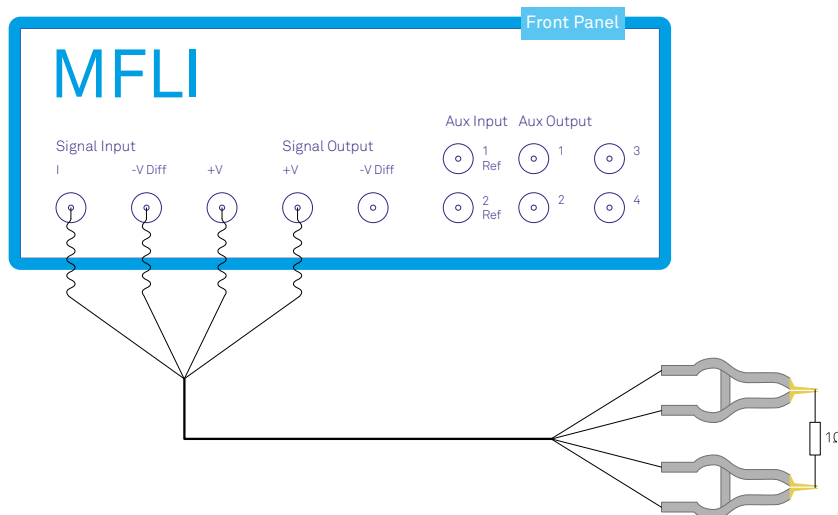 Front Panel
MFLI
Aux Input Aux Output
Signal Input Signal Output
I -V Diff +V +V -V Diff
1 Ref 1 3
2 Ref 2 4
1Ω